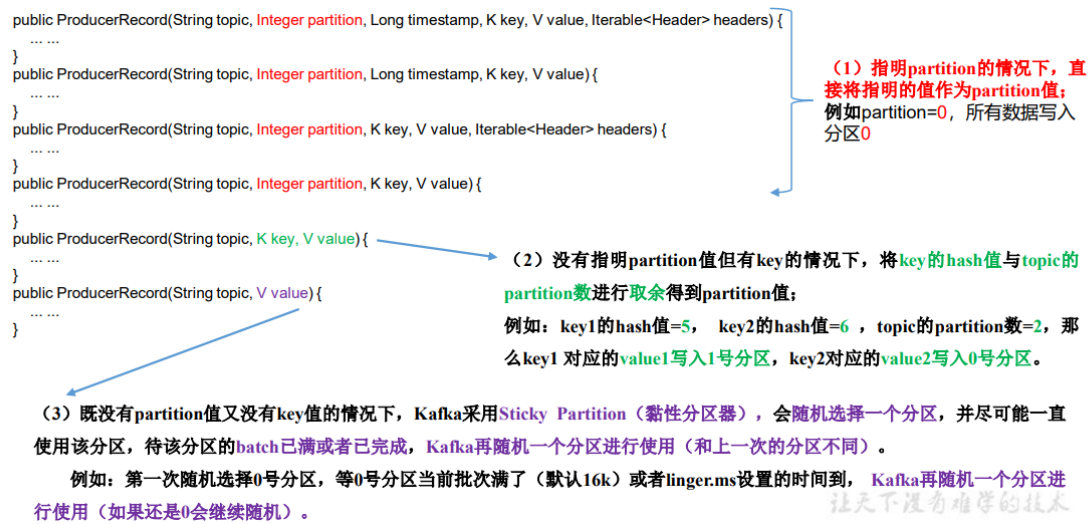 public ProducerRecord(String topic, Integer partition, Long timestamp, K key, V value, Iterable<Header> headers) {
... ...
}
public ProducerRecord(String topic, Integer partition, Long timestamp, K key, V value) {
... ...
}
public ProducerRecord(String topic, Integer partition, K key, V value, Iterable<Header> headers) {
... ...
}
public ProducerRecord(String topic, Integer partition, K key, V value) {
... ...
}
public ProducerRecord(String topic, K key, V value) {
... ...
}
public ProducerRecord(String topic, V value) {
... ...
}
（1）指明partition的情况下，直
接将指明的值作为partition值；
例如partition=0，所有数据写入
分区0
（2）没有指明partition值但有key的情况下，将key的hash值与topic的
partition数进行取余得到partition值；
例如：key1的hash值=5， key2的hash值=6 ，topic的partition数=2，那
么key1 对应的value1写入1号分区，key2对应的value2写入0号分区。
（3）既没有partition值又没有key值的情况下，Kafka采用Sticky Partition（黏性分区器），会随机选择一个分区，并尽可能一直
使用该分区，待该分区的batch已满或者已完成，Kafka再随机一个分区进行使用（和上一次的分区不同）。
例如：第一次随机选择0号分区，等0号分区当前批次满了（默认16k）或者linger.ms设置的时间到， Kafka再随机一个分区进
行使用（如果还是0会继续随机）。
让天下没有难学的技术